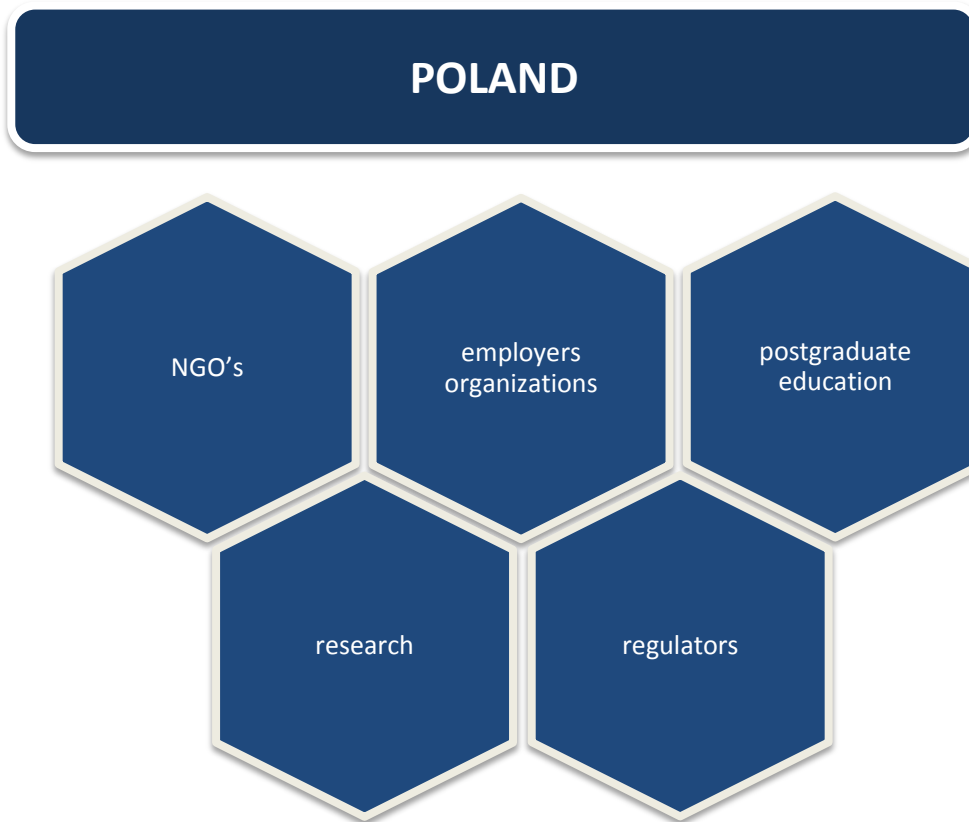 POLAND
NGO’s
employers
organizations
postgraduate
education
research
regulators